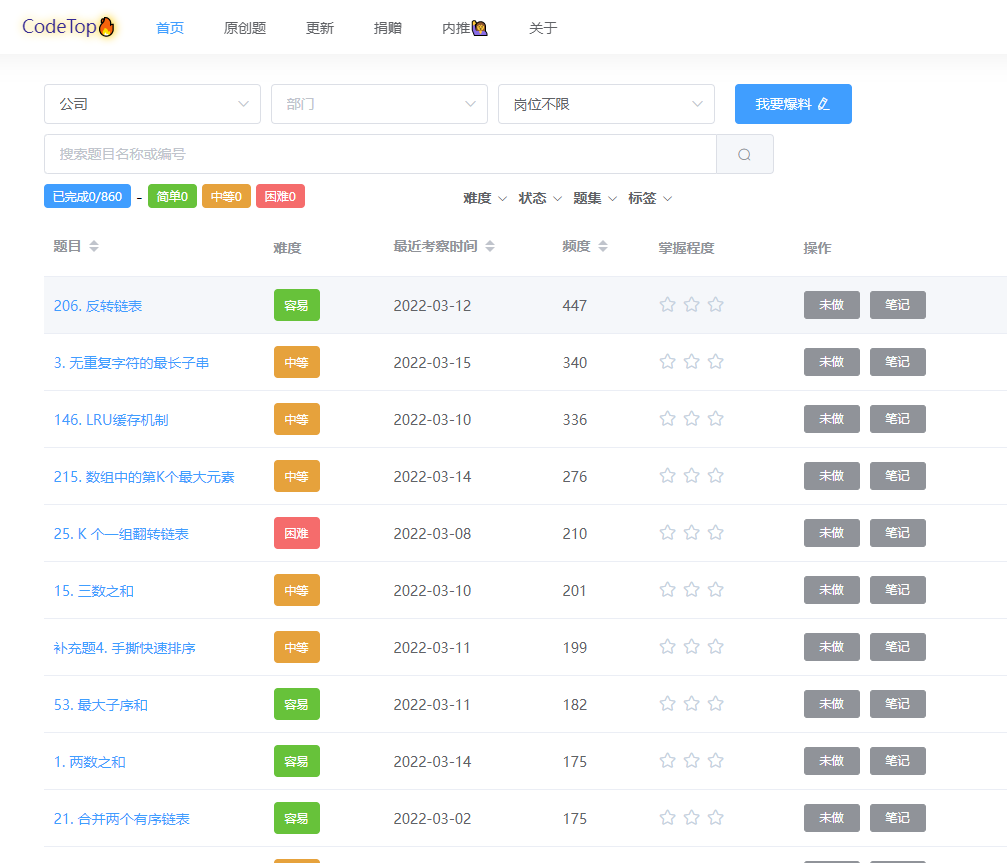 CodeTop🔥 首页 原创题 更新 捐赠 内推🙋 关于
公司 部门 岗位不限 我要爆料
搜索题目名称或编号
已完成0/860 - 简单0 中等0 困难0 难度 状态 题集 标签
题目 难度 最近考察时间 频度 掌握程度 操作
206. 反转链表 容易 2022-03-12 447 未做 笔记
3. 无重复字符的最长子串 中等 2022-03-15 340 未做 笔记
146. LRU缓存机制 中等 2022-03-10 336 未做 笔记
215. 数组中的第K个最大元素 中等 2022-03-14 276 未做 笔记
25. K 个一组翻转链表 困难 2022-03-08 210 未做 笔记
15. 三数之和 中等 2022-03-10 201 未做 笔记
补充题4. 手撕快速排序 中等 2022-03-11 199 未做 笔记
53. 最大子序和 容易 2022-03-11 182 未做 笔记
1. 两数之和 容易 2022-03-14 175 未做 笔记
21. 合并两个有序链表 容易 2022-03-02 175 未做 笔记